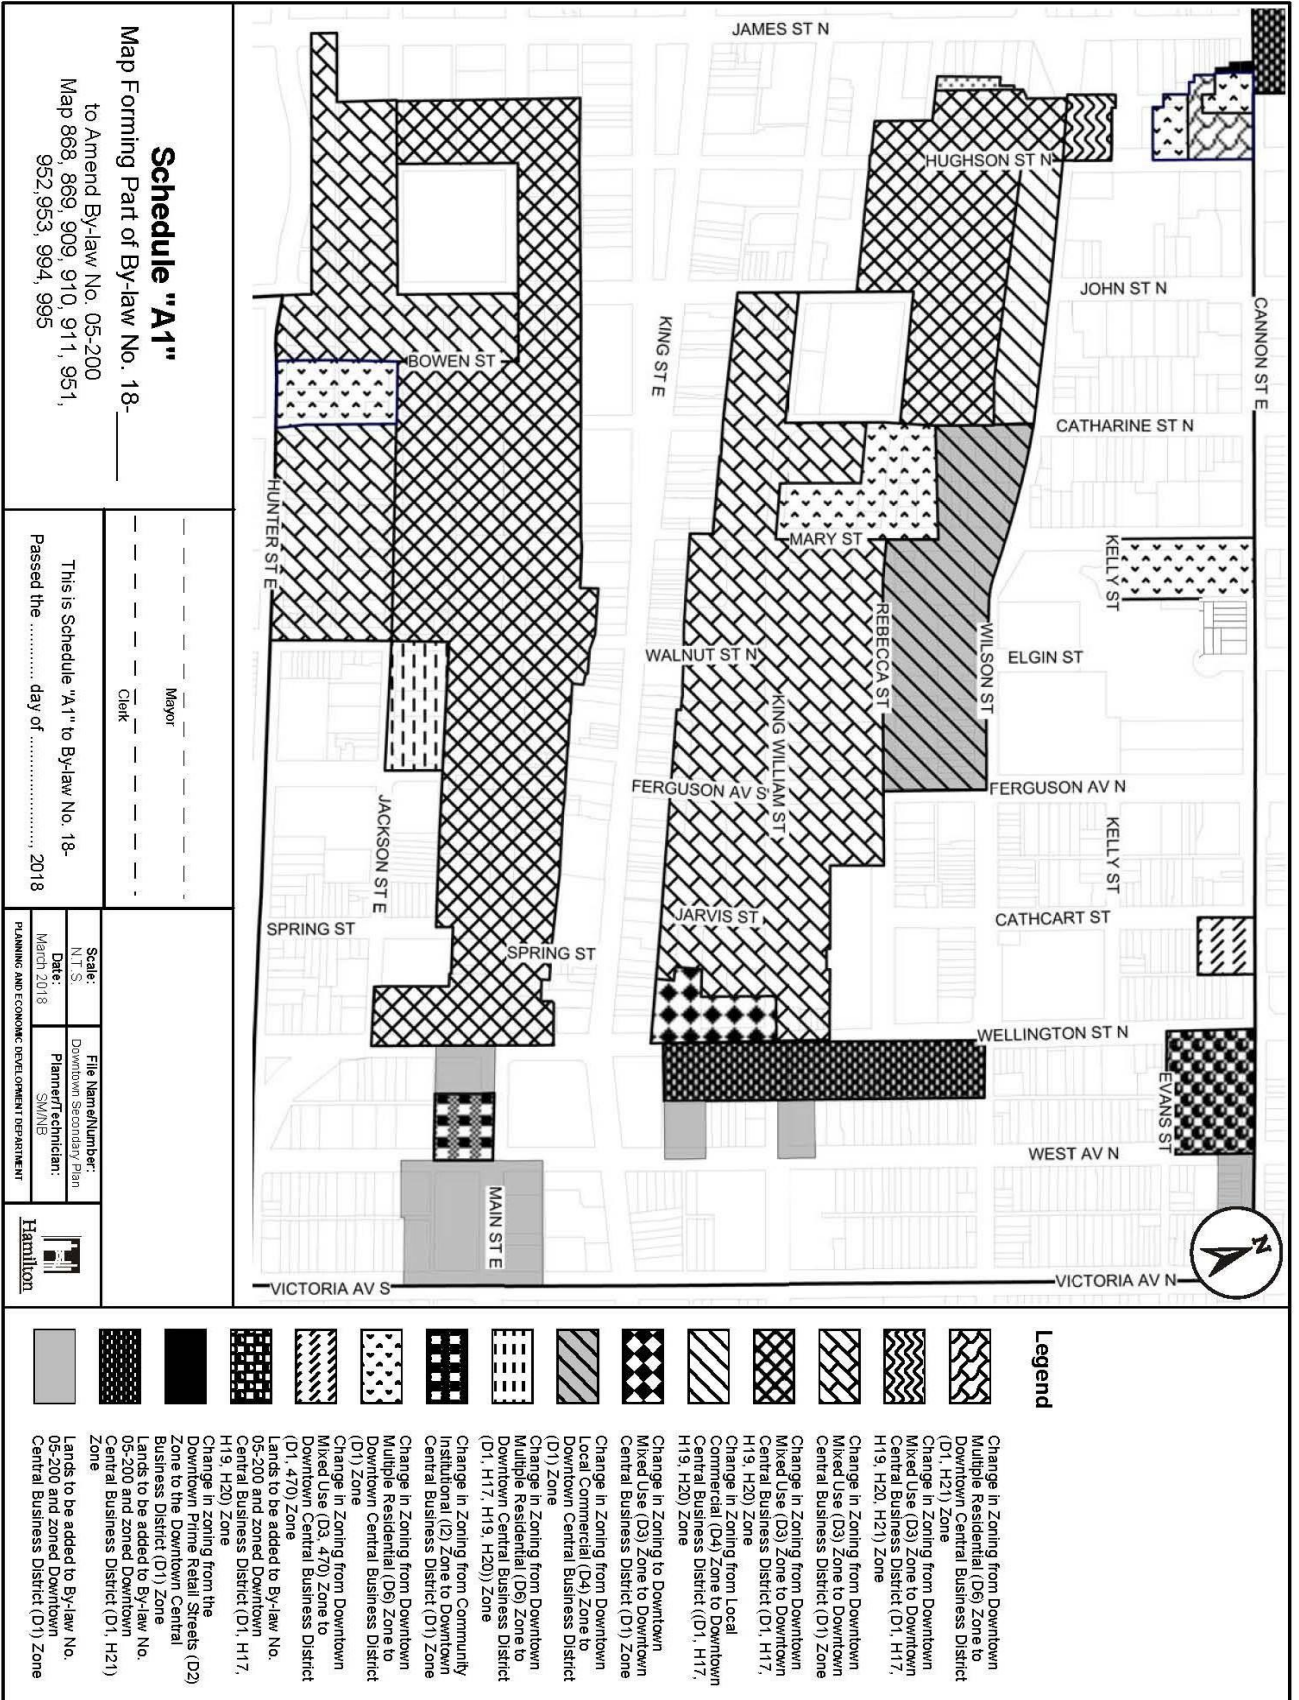 Schedule "A1"
Map Forming Part of By-law No. 18-______
to Amend By-law No. 05-200
Map 868, 869, 909, 910, 911, 951,
952,953, 994, 995
This is Schedule "A1" to By-law No. 18-
Passed the ............ day of ...................., 2018
Mayor
Clerk
Scale:
N.T.S
File Name/Number:
Downtown Secondary Plan
Date:
March 2018
Planner/Technician:
SM/NB
PLANNING AND ECONOMIC DEVELOPMENT DEPARTMENT
Hamilton
JAMES ST N
HUGHSON ST N
JOHN ST N
CANNON ST E
KING ST E
BOWEN ST
CATHARINE ST N
HUNTER ST E
MARY ST
KELLY ST
REBECCA ST
WILSON ST
ELGIN ST
WALNUT ST N
KING WILLIAM ST
FERGUSON AV S
FERGUSON AV N
JACKSON ST E
KELLY ST
JARVIS ST
CATHCART ST
SPRING ST
SPRING ST
WELLINGTON ST N
EVANS ST
WEST AV N
MAIN ST E
N
VICTORIA AV S
VICTORIA AV N
Legend
Change in Zoning from Downtown
Multiple Residential (D6) Zone to
Downtown Central Business District
(D1, H21) Zone
Change in Zoning from Downtown
Mixed Use (D3) Zone to Downtown
Central Business District (D1, H17,
H19, H20, H21) Zone
Change in Zoning from Downtown
Mixed Use (D3) Zone to Downtown
Central Business District (D1) Zone
Change in Zoning from Downtown
Mixed Use (D3) Zone to Downtown
Central Business District (D1, H17,
H19, H20) Zone
Change in Zoning from Local
Commercial (D4) Zone to Downtown
Central Business District ((D1, H17,
H19, H20) Zone
Change in Zoning to Downtown
Mixed Use (D3) Zone to Downtown
Central Business District (D1) Zone
Change in Zoning from Downtown
Local Commercial (D4) Zone to
Downtown Central Business District
(D1) Zone
Change in Zoning from Downtown
Multiple Residential (D6) Zone to
Downtown Central Business District
(D1, H17, H19, H20)) Zone
Change in Zoning from Community
Institutional (I2) Zone to Downtown
Central Business District (D1) Zone
Change in Zoning from Downtown
Multiple Residential (D6) Zone to
Downtown Central Business District
(D1) Zone
Change in Zoning from Downtown
Mixed Use (D3, 470) Zone to
Downtown Central Business District
(D1, 470) Zone
Lands to be added to By-law No.
05-200 and zoned Downtown
Central Business District (D1, H17,
H19, H20) Zone
Change in zoning from the
Downtown Prime Retail Streets (D2)
Zone to the Downtown Central
Business District (D1) Zone
Lands to be added to By-law No.
05-200 and zoned Downtown
Central Business District (D1, H21)
Zone
Lands to be added to By-law No.
05-200 and zoned Downtown
Central Business District (D1) Zone